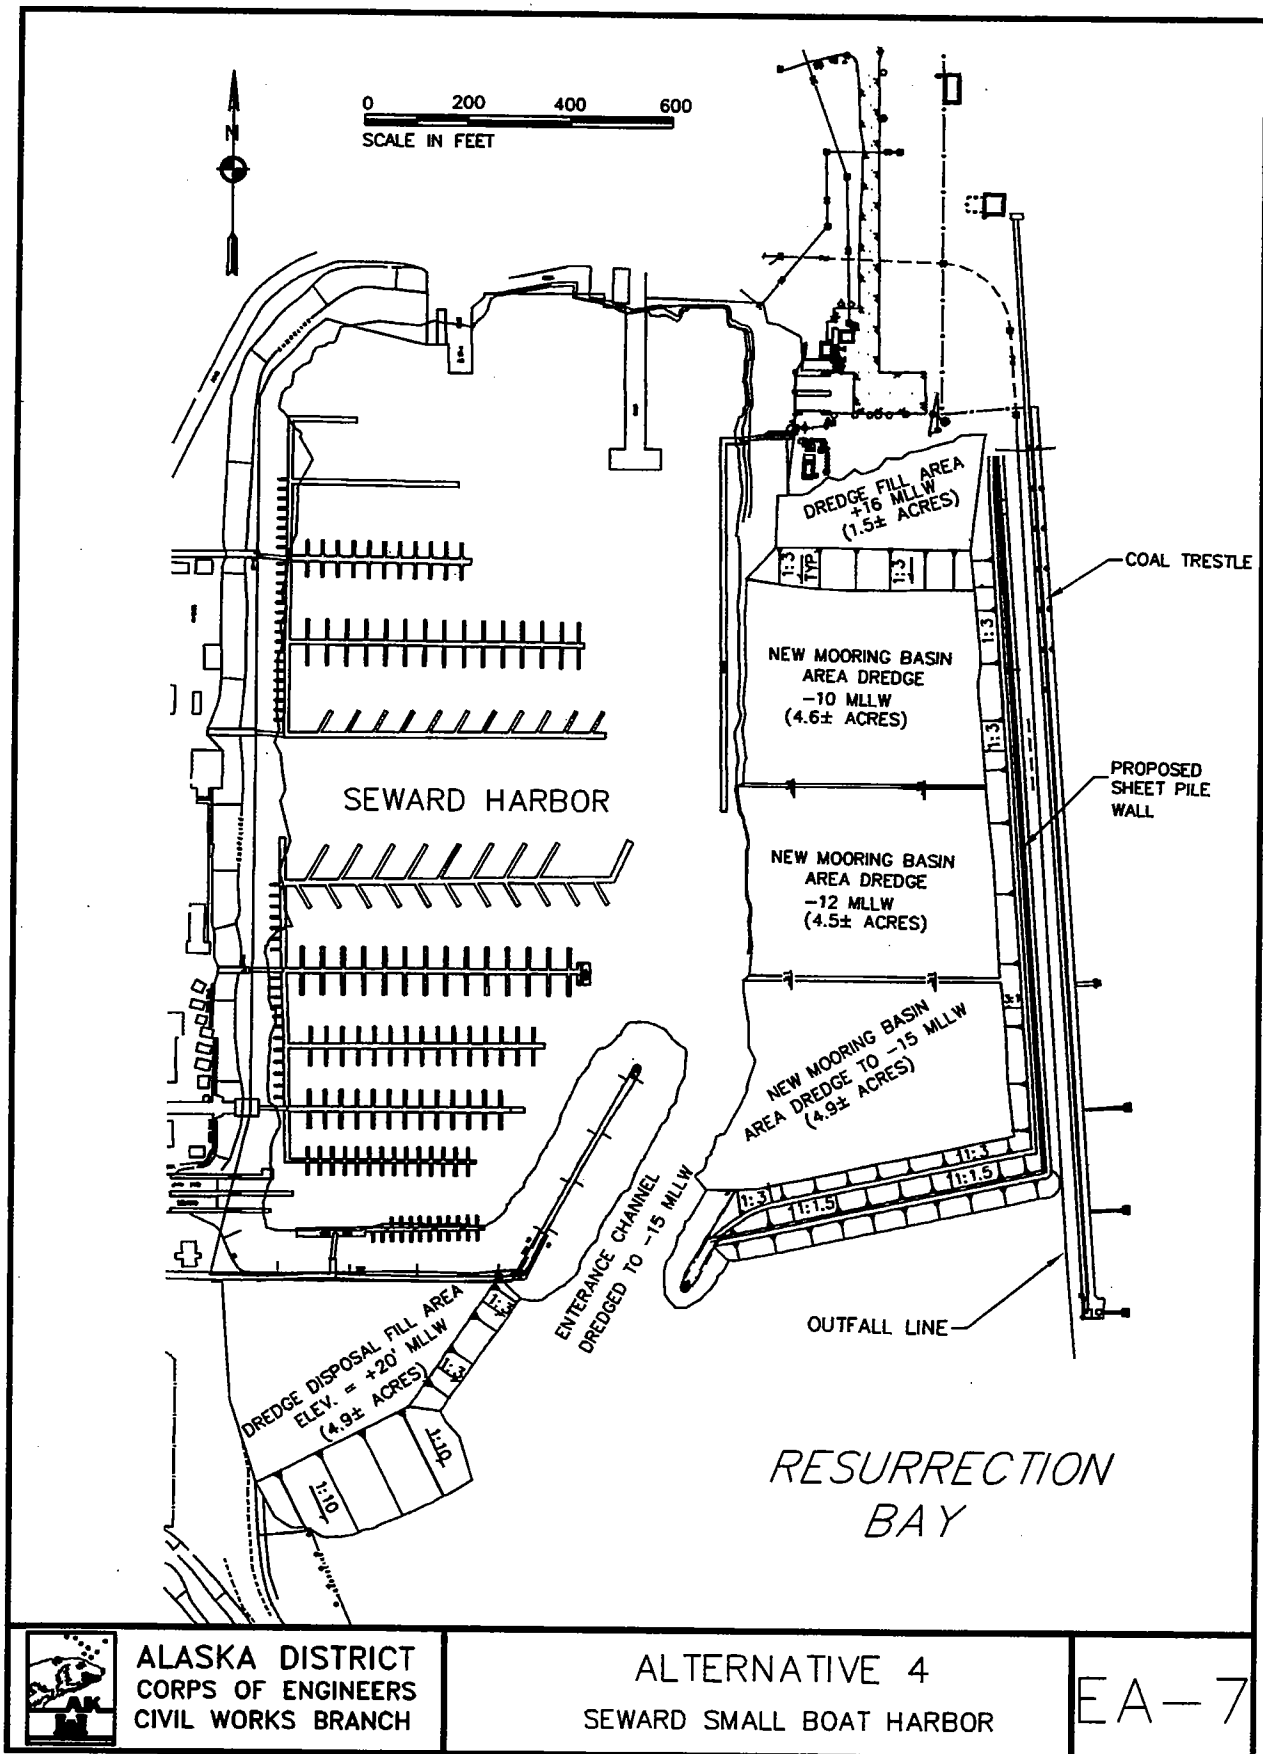 0 200 400 600
SCALE IN FEET
N
DREDGE FILL AREA
+16 MLLW
(1.5± ACRES)
1:3
TYP
1:3
COAL TRESTLE
1:3
NEW MOORING BASIN
AREA DREDGE
-10 MLLW
(4.6± ACRES)
1:3
PROPOSED
SHEET PILE
WALL
SEWARD HARBOR
NEW MOORING BASIN
AREA DREDGE
-12 MLLW
(4.5± ACRES)
3:1
NEW MOORING BASIN
AREA DREDGE TO -15 MLLW
(4.9± ACRES)
1:3
1:3
1:1.5
1:1.5
ENTERANCE CHANNEL
DREDGED TO -15 MLLW
OUTFALL LINE
DREDGE DISPOSAL FILL AREA
ELEV. = +20' MLLW
(4.9± ACRES)
1:3
1:3
1:10
1:10
RESURRECTION
BAY
AK
ALASKA DISTRICT
CORPS OF ENGINEERS
CIVIL WORKS BRANCH
ALTERNATIVE 4
SEWARD SMALL BOAT HARBOR
EA-7